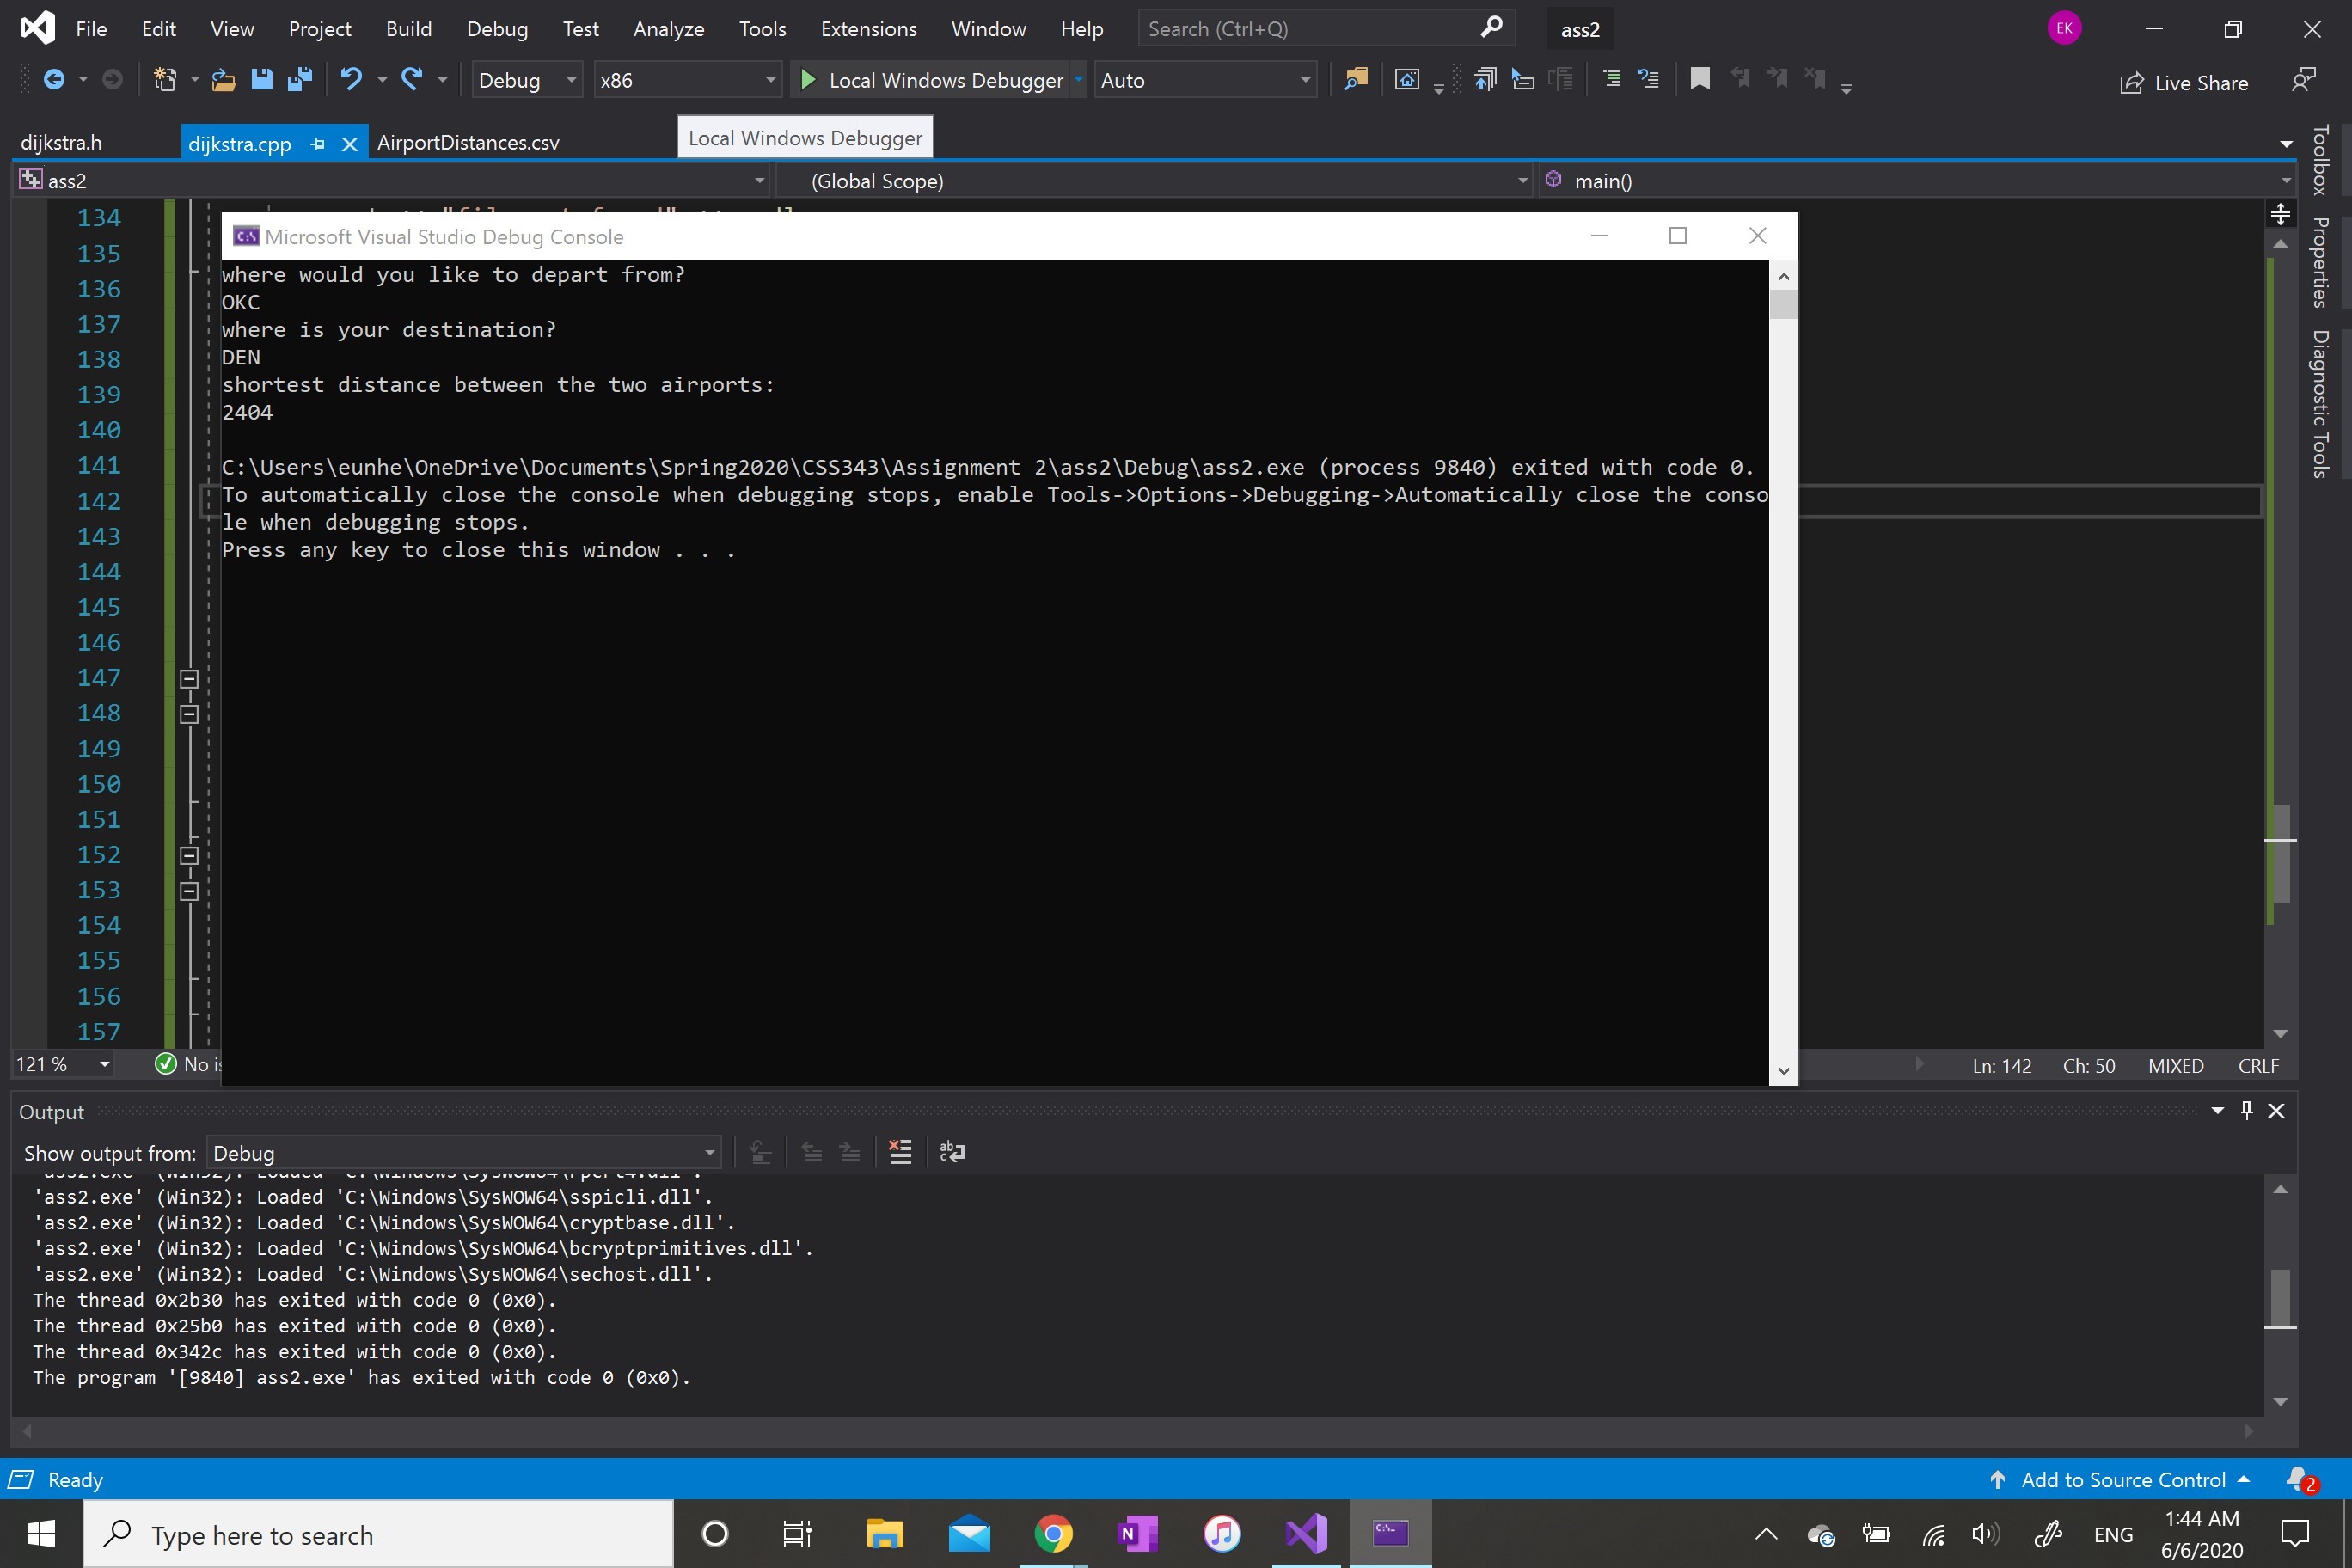 File Edit View Project Build Debug Test Analyze Tools Extensions Window Help Search (Ctrl+Q) ass2 EK
Debug x86 Local Windows Debugger Auto Live Share
dijkstra.h dijkstra.cpp AirportDistances.csv
Local Windows Debugger
ass2 (Global Scope) main()
Toolbox
Properties
Diagnostic Tools
134
135
136
137
138
139
140
141
142
143
144
145
146
147
148
149
150
151
152
153
154
155
156
157
Microsoft Visual Studio Debug Console
where would you like to depart from?
OKC
where is your destination?
DEN
shortest distance between the two airports:
2404
C:\Users\eunhe\OneDrive\Documents\Spring2020\CSS343\Assignment 2\ass2\Debug\ass2.exe (process 9840) exited with code 0.
To automatically close the console when debugging stops, enable Tools->Options->Debugging->Automatically close the conso
le when debugging stops.
Press any key to close this window . . .
121 % No Ln: 142 Ch: 50 MIXED CRLF
Output
Show output from: Debug
'ass2.exe' (Win32): Loaded 'C:\Windows\SysWOW64\rpcrt4.dll'.
'ass2.exe' (Win32): Loaded 'C:\Windows\SysWOW64\sspicli.dll'.
'ass2.exe' (Win32): Loaded 'C:\Windows\SysWOW64\cryptbase.dll'.
'ass2.exe' (Win32): Loaded 'C:\Windows\SysWOW64\bcryptprimitives.dll'.
'ass2.exe' (Win32): Loaded 'C:\Windows\SysWOW64\sechost.dll'.
The thread 0x2b30 has exited with code 0 (0x0).
The thread 0x25b0 has exited with code 0 (0x0).
The thread 0x342c has exited with code 0 (0x0).
The program '[9840] ass2.exe' has exited with code 0 (0x0).
Ready Add to Source Control 2
Type here to search ENG 1:44 AM
6/6/2020